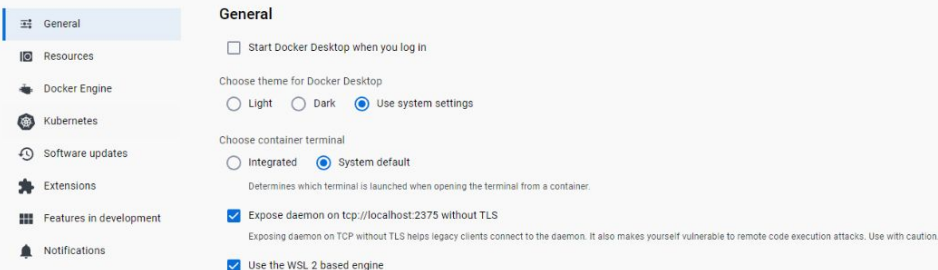 General
Resources
Docker Engine
Kubernetes
Software updates
Extensions
Features in development
Notifications
General
Start Docker Desktop when you log in
Choose theme for Docker Desktop
Light Dark Use system settings
Choose container terminal
Integrated System default
Determines which terminal is launched when opening the terminal from a container.
Expose daemon on tcp://localhost:2375 without TLS
Exposing daemon on TCP without TLS helps legacy clients connect to the daemon. It also makes yourself vulnerable to remote code execution attacks. Use with caution.
Use the WSL 2 based engine